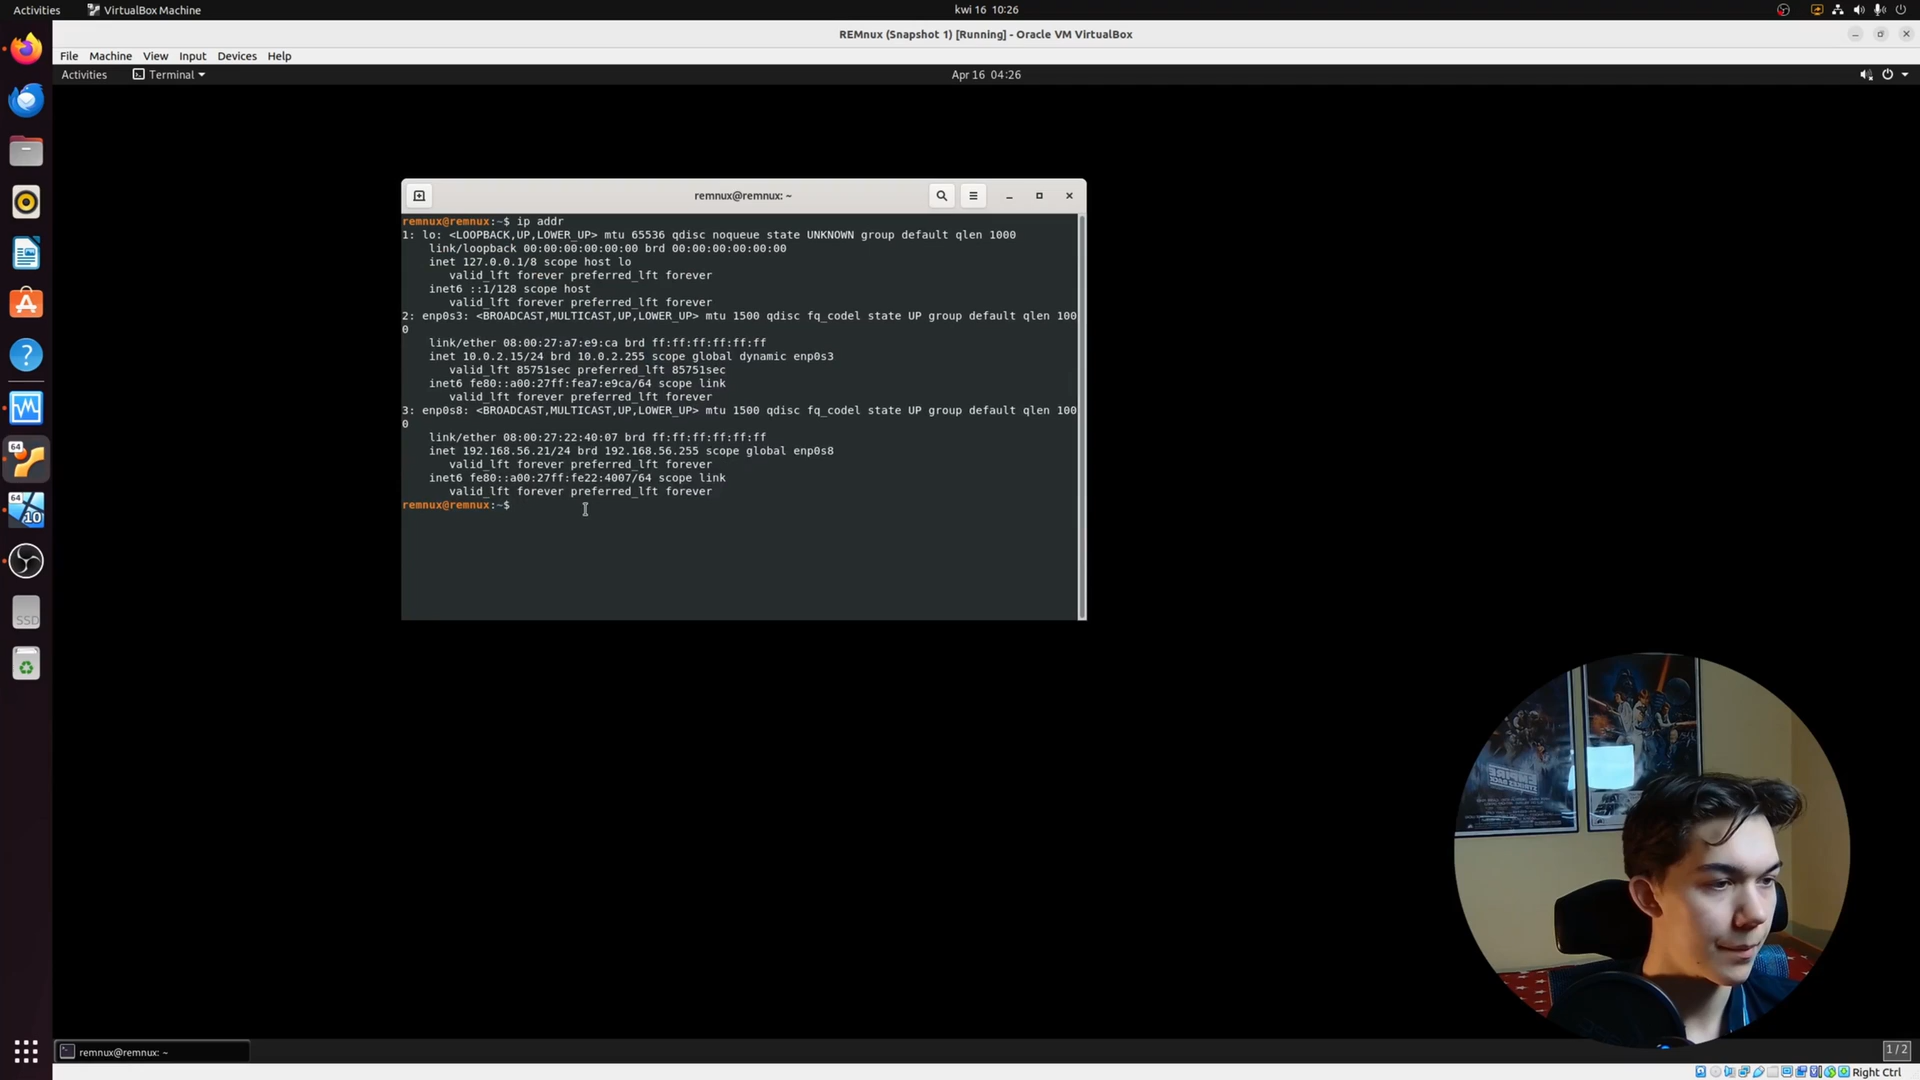 Activities VirtualBox Machine kwi 16 10:26
REMnux (Snapshot 1) [Running] - Oracle VM VirtualBox
File Machine View Input Devices Help
Activities Terminal Apr 16 04:26
remnux@remnux: ~
remnux@remnux:~$ ip addr
1: lo: <LOOPBACK,UP,LOWER_UP> mtu 65536 qdisc noqueue state UNKNOWN group default qlen 1000
link/loopback 00:00:00:00:00:00 brd 00:00:00:00:00:00
inet 127.0.0.1/8 scope host lo
valid_lft forever preferred_lft forever
inet6 ::1/128 scope host
valid_lft forever preferred_lft forever
2: enp0s3: <BROADCAST,MULTICAST,UP,LOWER_UP> mtu 1500 qdisc fq_codel state UP group default qlen 100
0
link/ether 08:00:27:a7:e9:ca brd ff:ff:ff:ff:ff:ff
inet 10.0.2.15/24 brd 10.0.2.255 scope global dynamic enp0s3
valid_lft 85751sec preferred_lft 85751sec
inet6 fe80::a00:27ff:fea7:e9ca/64 scope link
valid_lft forever preferred_lft forever
3: enp0s8: <BROADCAST,MULTICAST,UP,LOWER_UP> mtu 1500 qdisc fq_codel state UP group default qlen 100
0
link/ether 08:00:27:22:40:07 brd ff:ff:ff:ff:ff:ff
inet 192.168.56.21/24 brd 192.168.56.255 scope global enp0s8
valid_lft forever preferred_lft forever
inet6 fe80::a00:27ff:fe22:4007/64 scope link
valid_lft forever preferred_lft forever
remnux@remnux:~$
64
64
10
SSD
EMPIRE
STRIKES BACK
remnux@remnux: ~
1 / 2
Right Ctrl